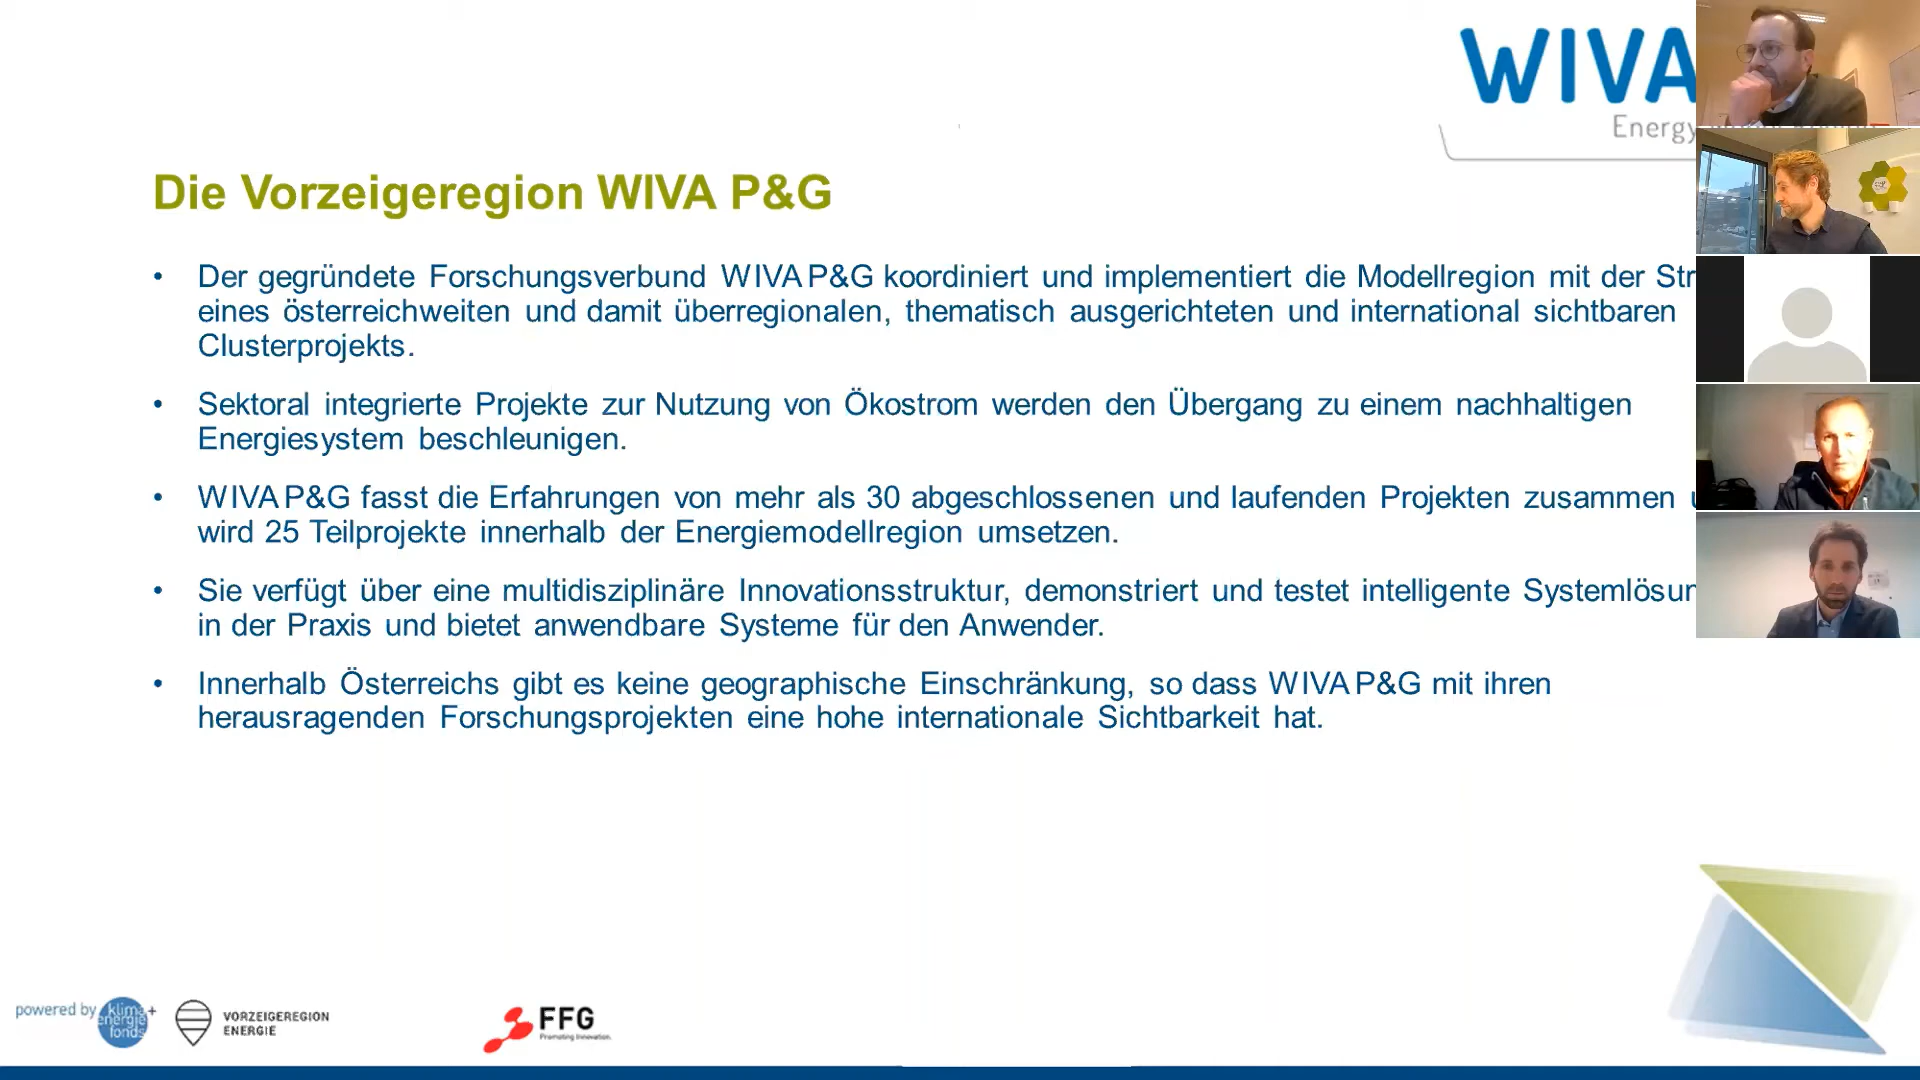 WIVA
Energy
Die Vorzeigeregion WIVA P&G
• Der gegründete Forschungsverbund WIVA P&G koordiniert und implementiert die Modellregion mit der Str
eines österreichweiten und damit überregionalen, thematisch ausgerichteten und international sichtbaren
Clusterprojekts.
• Sektoral integrierte Projekte zur Nutzung von Ökostrom werden den Übergang zu einem nachhaltigen
Energiesystem beschleunigen.
• WIVA P&G fasst die Erfahrungen von mehr als 30 abgeschlossenen und laufenden Projekten zusammen u
wird 25 Teilprojekte innerhalb der Energiemodellregion umsetzen.
• Sie verfügt über eine multidisziplinäre Innovationsstruktur, demonstriert und testet intelligente Systemlösun
in der Praxis und bietet anwendbare Systeme für den Anwender.
• Innerhalb Österreichs gibt es keine geographische Einschränkung, so dass WIVA P&G mit ihren
herausragenden Forschungsprojekten eine hohe internationale Sichtbarkeit hat.
powered by klima+
energie
fonds
VORZEIGEREGION
ENERGIE
FFG
Promoting Innovation.